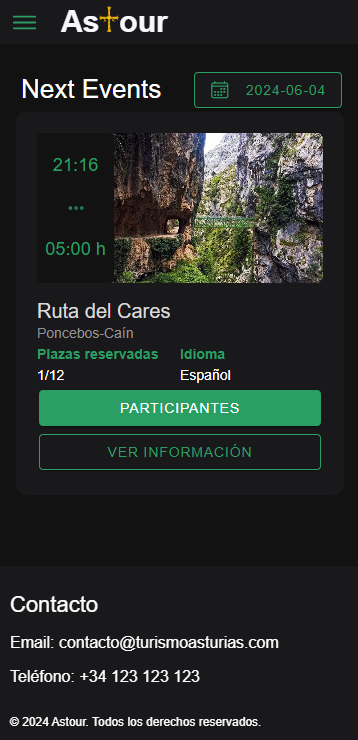 Astour
Next Events
2024-06-04
21:16
...
05:00 h
Ruta del Cares
Poncebos-Caín
Plazas reservadas Idioma
1/12 Español
PARTICIPANTES
VER INFORMACIÓN
Contacto
Email: contacto@turismoasturias.com
Teléfono: +34 123 123 123
© 2024 Astour. Todos los derechos reservados.